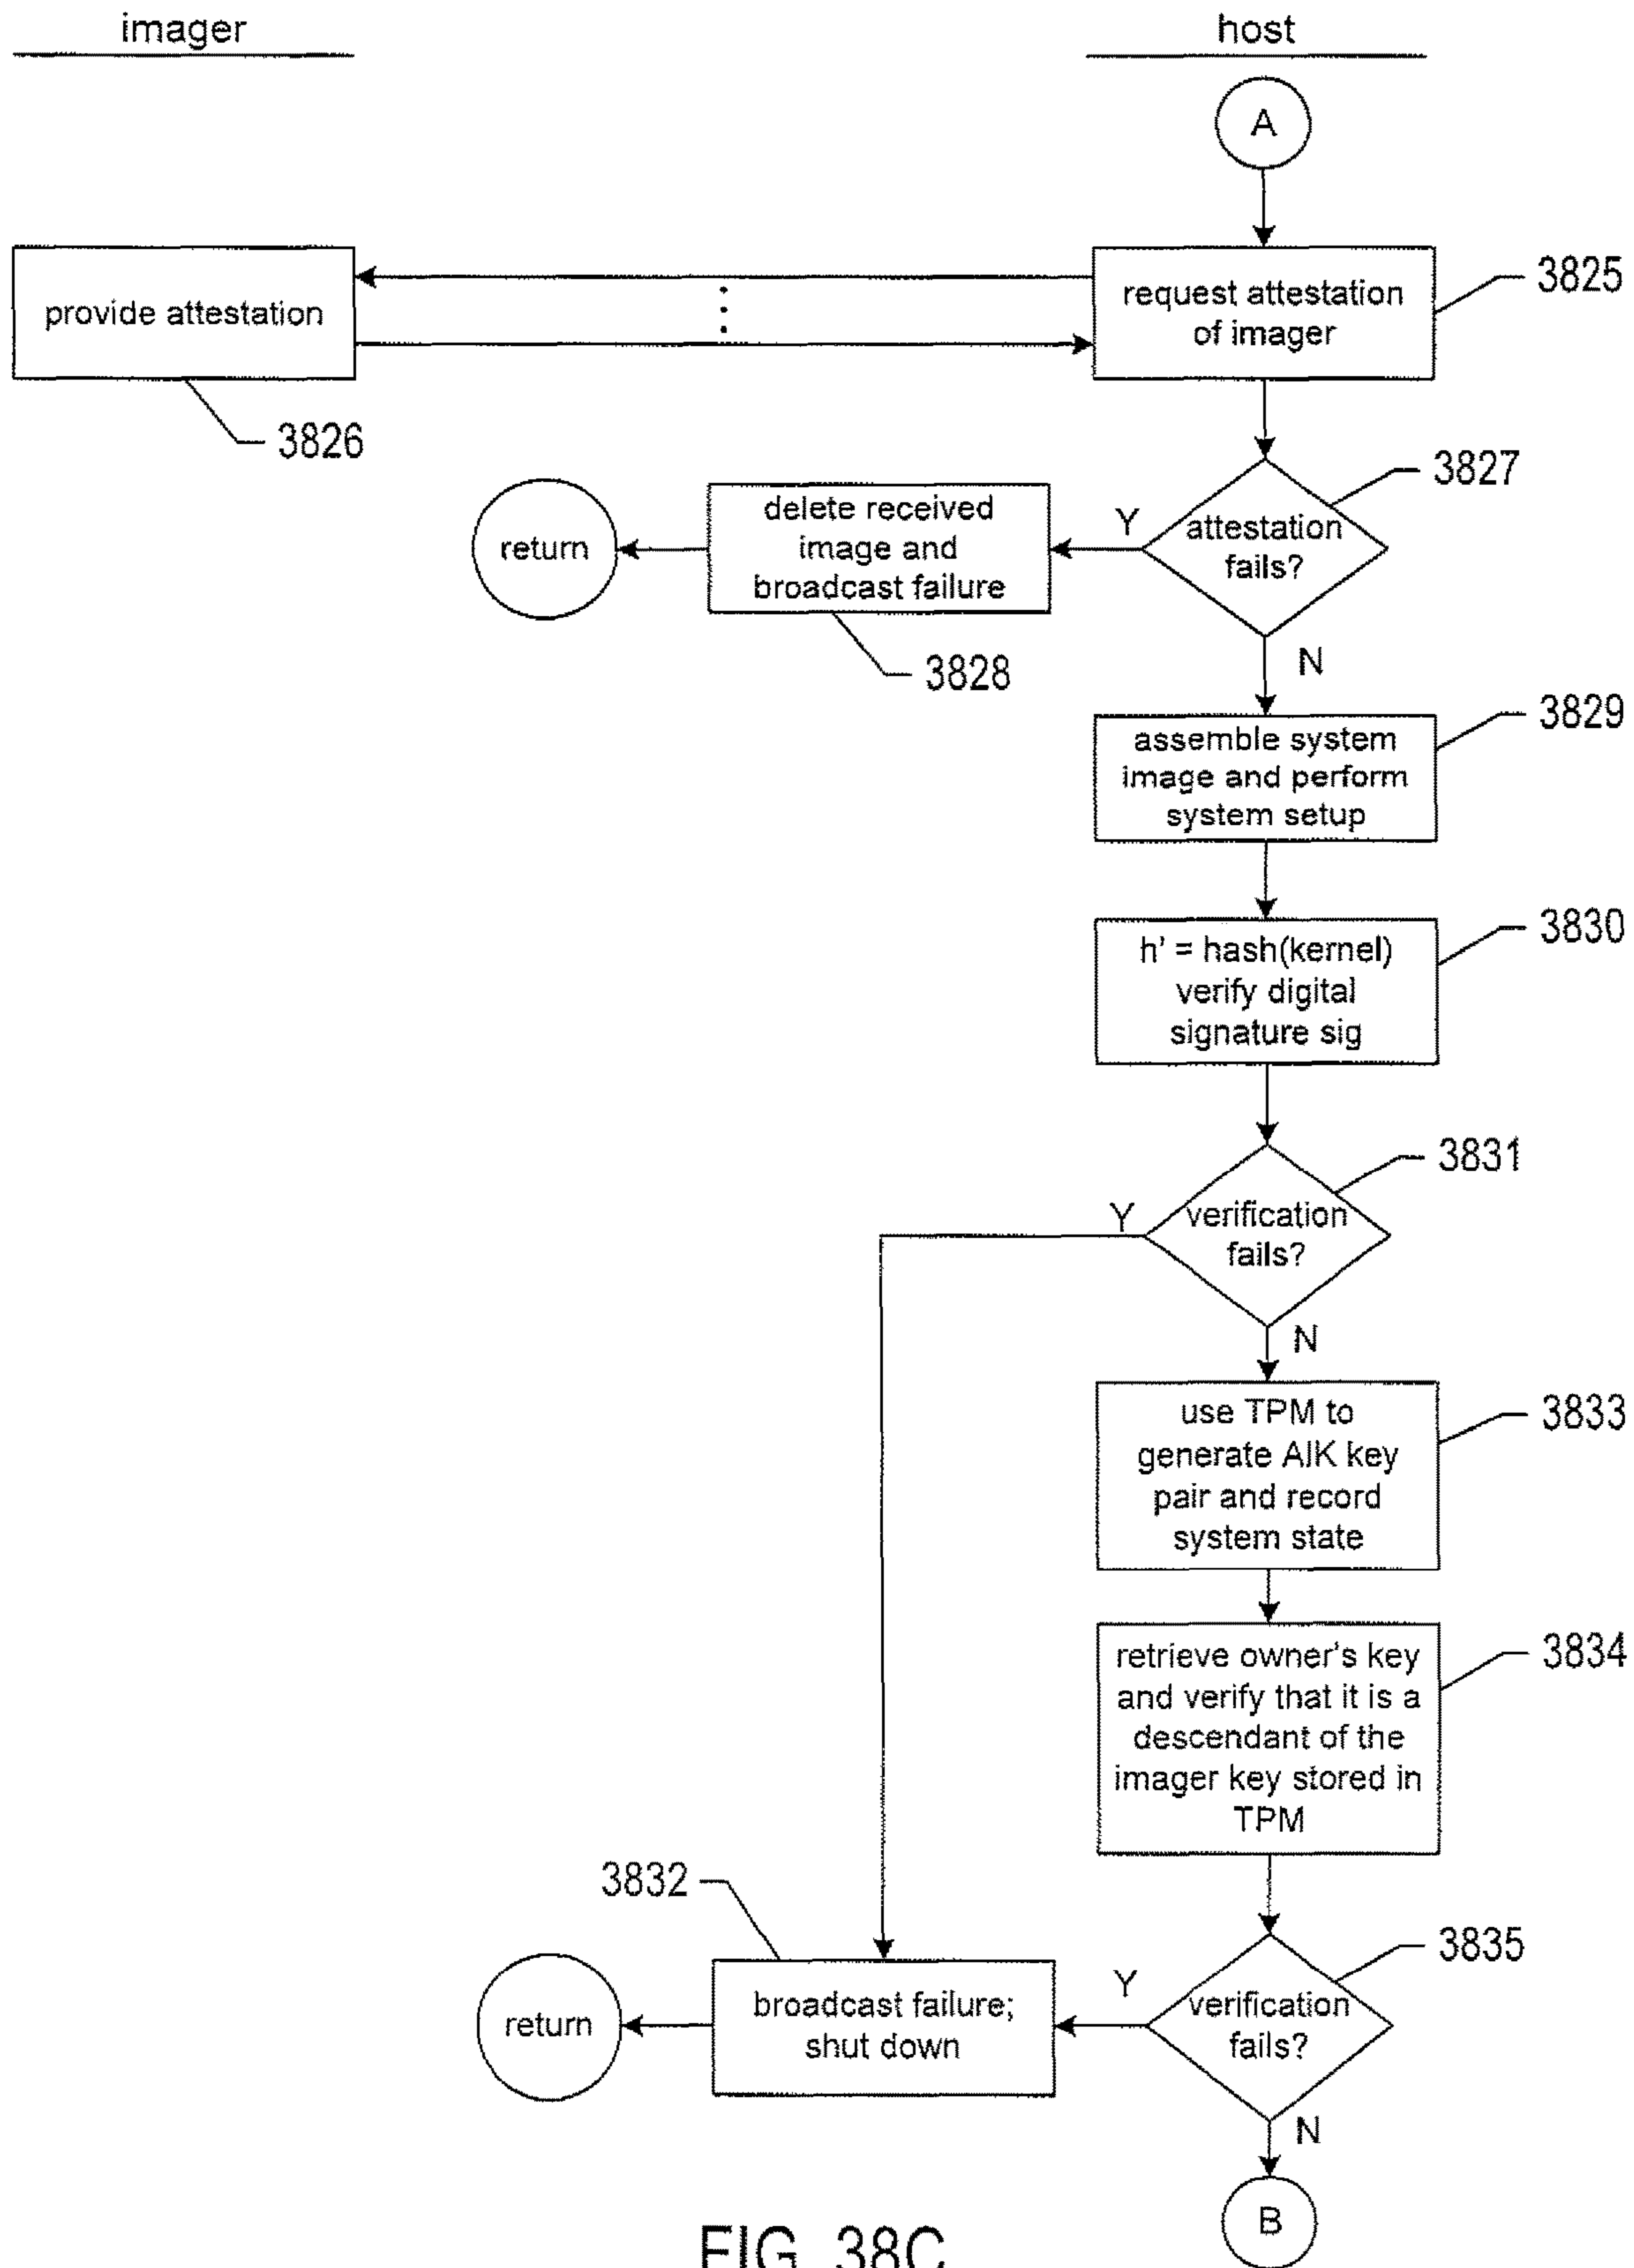 imager
host
A
provide attestation
request attestation
of imager
3825
3826
3827
attestation
fails?
Y
delete received
image and
broadcast failure
return
3828
N
3829
assemble system
image and perform
system setup
3830
h' = hash(kernel)
verify digital
signature sig
3831
verification
fails?
Y
N
3833
use TPM to
generate AIK key
pair and record
system state
3834
retrieve owner's key
and verify that it is a
descendant of the
imager key stored in
TPM
3832
3835
verification
fails?
Y
broadcast failure;
shut down
return
N
B
FIG. 38C